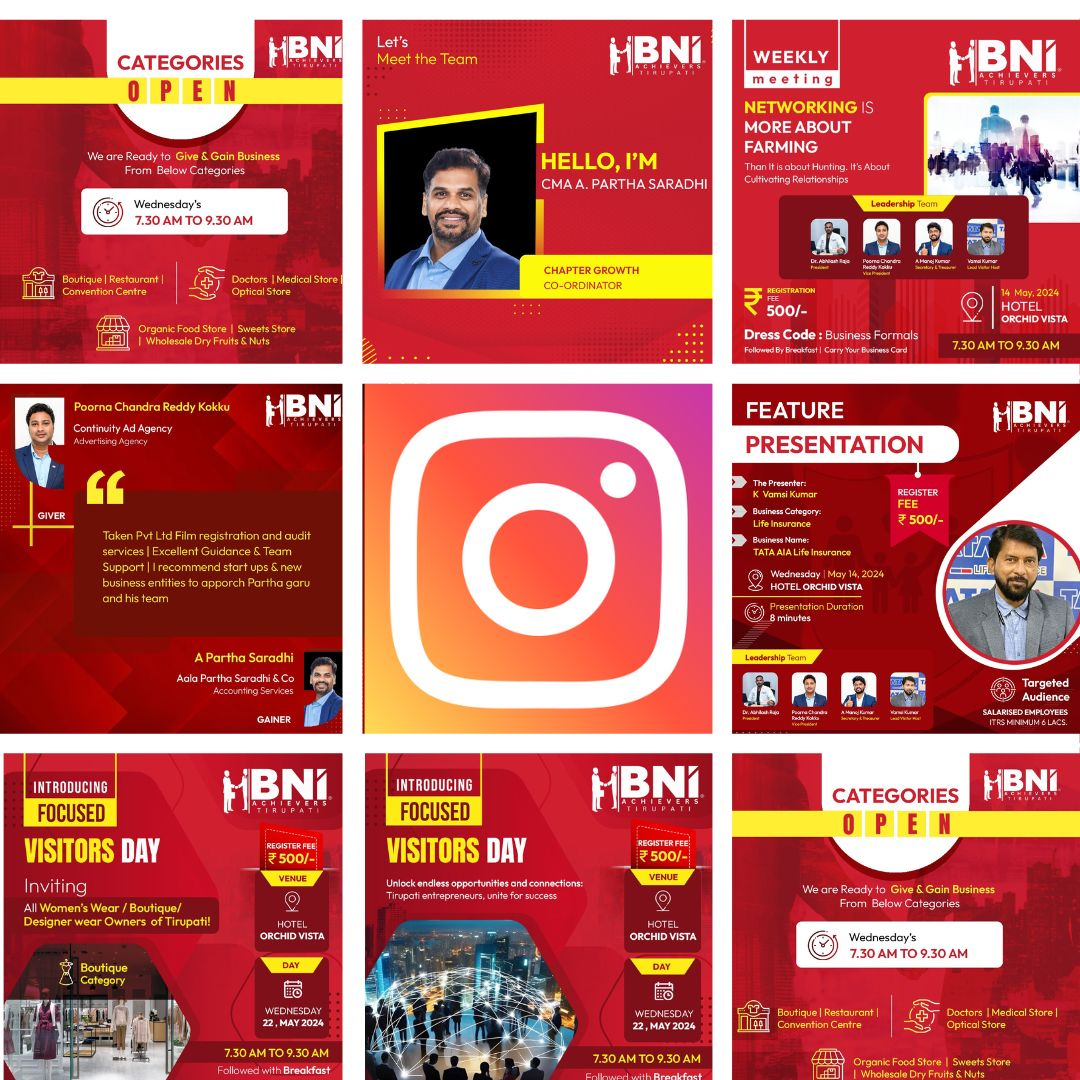 CATEGORIES
OPEN
BNI
We are Ready to Give & Gain Business
From Below Categories
Wednesday's
7.30 AM TO 9.30 AM
Boutique | Restaurant |
Convention Centre
Doctors | Medical Store |
Optical Store
Organic Food Store | Sweets Store
| Wholesale Dry Fruits & Nuts
Let's
Meet the Team
BNI
ACHIEVERS
TIRUPATI
HELLO, I'M
CMA A. PARTHA SARADHI
CHAPTER GROWTH
CO-ORDINATOR
WEEKLY
meeting
BNI
ACHIEVERS
TIRUPATI
NETWORKING IS
MORE ABOUT
FARMING
Than It is about Hunting. It's About
Cultivating Relationships
Leadership Team
Dr. Abhilash Raja
President
Poorna Chandra
Reddy Kokku
Vice President
A Manoj Kumar
Secretary & Treasurer
Vamsi Kumar
Lead Visitor Host
REGISTRATION
FEE
₹ 500/-
14 May, 2024
HOTEL
ORCHID VISTA
Dress Code : Business Formals
Followed By Breakfast | Carry Your Business Card
7.30 AM TO 9.30 AM
Poorna Chandra Reddy Kokku
Continuity Ad Agency
Advertising Agency
BNI
ACHIEVERS
TIRUPATI
GIVER
Taken Pvt Ltd Film registration and audit
services | Excellent Guidance & Team
Support | I recommend start ups & new
business entities to apporch Partha garu
and his team
A Partha Saradhi
Aala Partha Saradhi & Co
Accounting Services
GAINER
FEATURE
PRESENTATION
BNI
ACHIEVERS
TIRUPATI
The Presenter:
K Vamsi Kumar
Business Category:
Life Insurance
Business Name:
TATA AIA Life Insurance
REGISTER
FEE
₹ 500/-
Wednesday | May 14, 2024
HOTEL ORCHID VISTA
Presentation Duration
8 minutes
Leadership Team
Dr. Abhilash Raja
President
Poorna Chandra
Reddy Kokku
Vice President
A Manoj Kumar
Secretary & Treasurer
Vamsi Kumar
Lead Visitor Host
Targeted
Audience
SALARISED EMPLOYEES
ITRS MINIMUM 6 LACS.
INTRODUCING
FOCUSED
VISITORS DAY
BNI
ACHIEVERS
TIRUPATI
REGISTER FEE
₹ 500/-
VENUE
Inviting
All Women's Wear / Boutique/
Designer wear Owners of Tirupati!
HOTEL
ORCHID VISTA
Boutique
Category
DAY
WEDNESDAY
22 , MAY 2024
7.30 AM TO 9.30 AM
Followed with Breakfast
INTRODUCING
FOCUSED
VISITORS DAY
BNI
ACHIEVERS
TIRUPATI
REGISTER FEE
₹ 500/-
VENUE
Unlock endless opportunities and connections:
Tirupati entrepreneurs, unite for success
HOTEL
ORCHID VISTA
DAY
WEDNESDAY
22 , MAY 2024
7.30 AM TO 9.30 AM
Followed with Breakfast
CATEGORIES
OPEN
BNI
ACHIEVERS
TIRUPATI
We are Ready to Give & Gain Business
From Below Categories
Wednesday's
7.30 AM TO 9.30 AM
Boutique | Restaurant |
Convention Centre
Doctors | Medical Store |
Optical Store
Organic Food Store | Sweets Store
| Wholesale Dry Fruits & Nuts